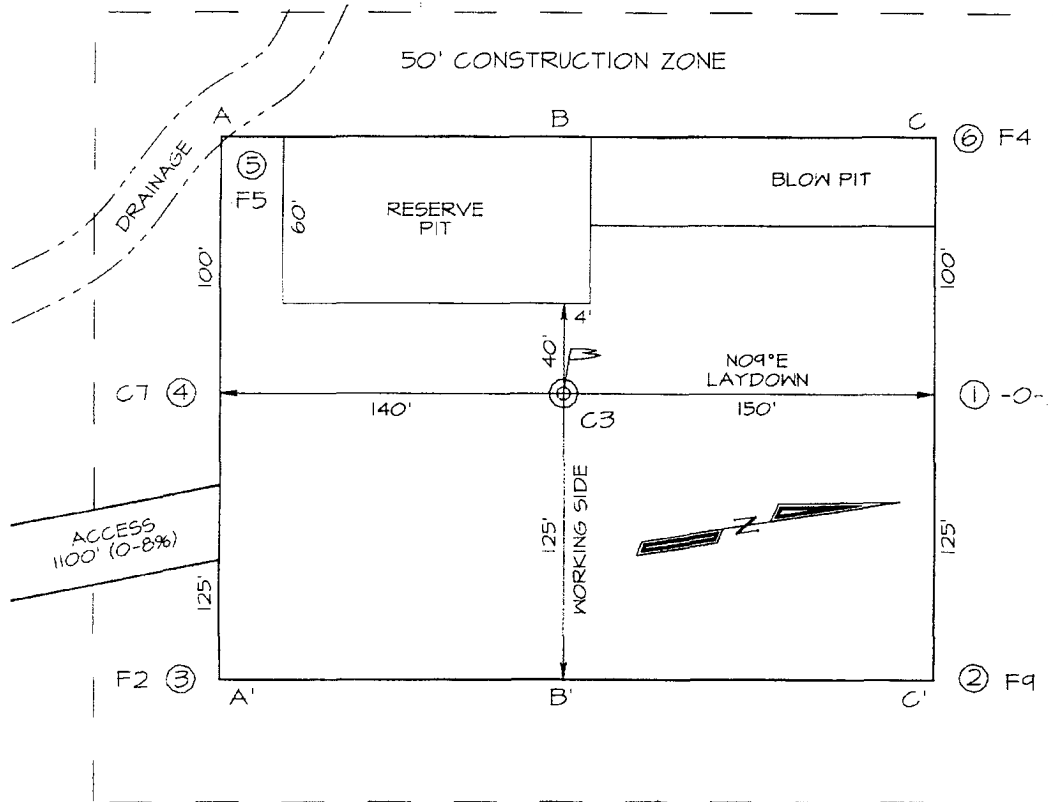 50' CONSTRUCTION ZONE
A
B
C
⑥ F4
DRAINAGE
⑤
F5
60'
RESERVE
PIT
BLOW PIT
100'
100'
4'
40'
N09°E
LAYDOWN
C7 ④
140'
C3
150'
① -0-
ACCESS
1100' (0-8%)
125'
WORKING SIDE
N
125'
125'
F2 ③
A'
B'
C'
② F9